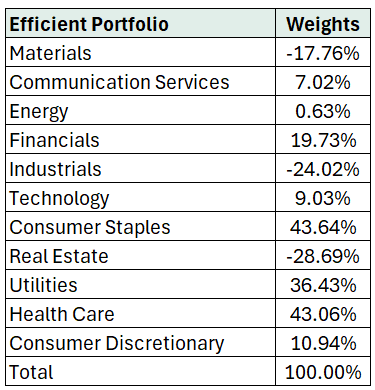 Efficient Portfolio Weights
Materials -17.76%
Communication Services 7.02%
Energy 0.63%
Financials 19.73%
Industrials -24.02%
Technology 9.03%
Consumer Staples 43.64%
Real Estate -28.69%
Utilities 36.43%
Health Care 43.06%
Consumer Discretionary 10.94%
Total 100.00%